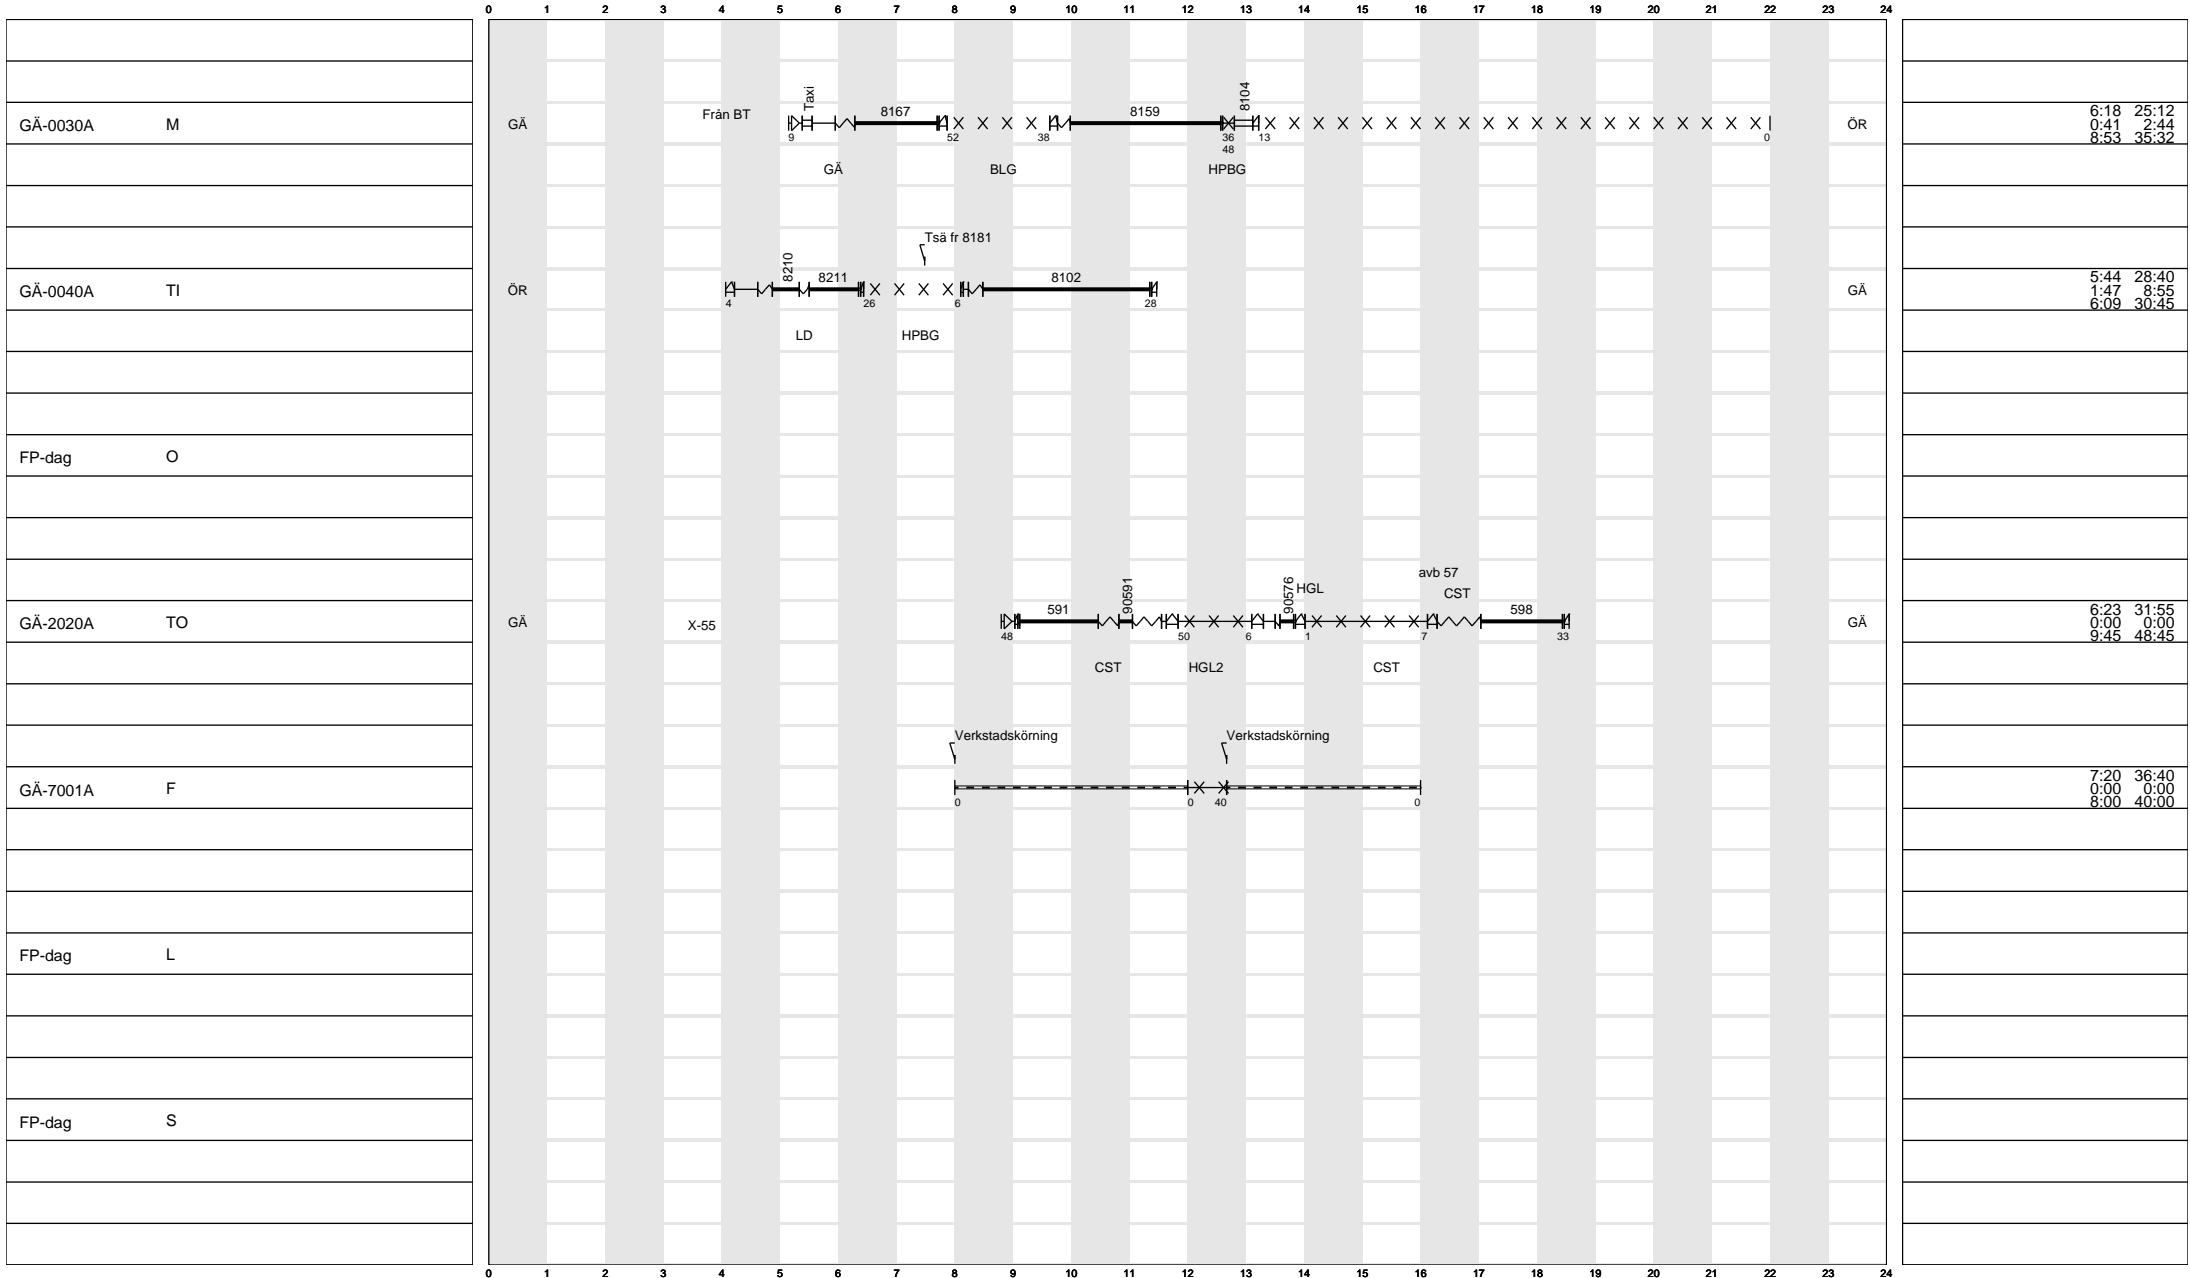 0 1 2 3 4 5 6 7 8 9 10 11 12 13 14 15 16 17 18 19 20 21 22 23 24
GÄ-0030A M GÄ Från BT Taxi 8167 8159 8104 ÖR 6:18 25:12
9 52 38 36 13 0 0:41 2:44
48 8:53 35:32
GÄ BLG HPBG
Tsä fr 8181
GÄ-0040A TI ÖR 8210 8211 8102 GÄ 5:44 28:40
4 26 6 28 1:47 8:55
6:09 30:45
LD HPBG
FP-dag O
avb 57
HGL CST
GÄ-2020A TO GÄ X-55 591 90591 90576 598 GÄ 6:23 31:55
48 50 6 1 7 33 0:00 0:00
9:45 48:45
CST HGL2 CST
Verkstadskörning Verkstadskörning
GÄ-7001A F 7:20 36:40
0 0 40 0 0:00 0:00
8:00 40:00
FP-dag L
FP-dag S
0 1 2 3 4 5 6 7 8 9 10 11 12 13 14 15 16 17 18 19 20 21 22 23 24